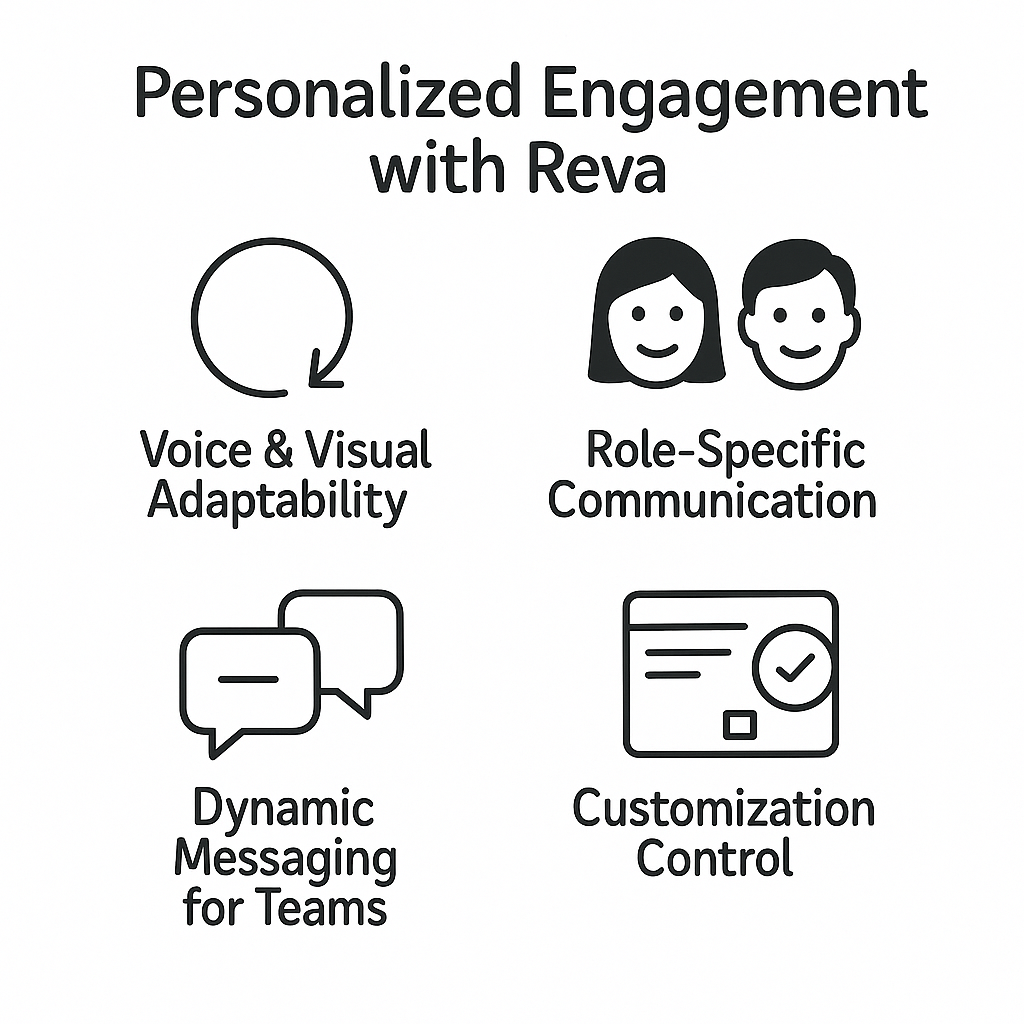 Personalized Engagement
with Reva
Voice & Visual
Adaptability
Role-Specific
Communication
Dynamic
Messaging
for Teams
Customization
Control